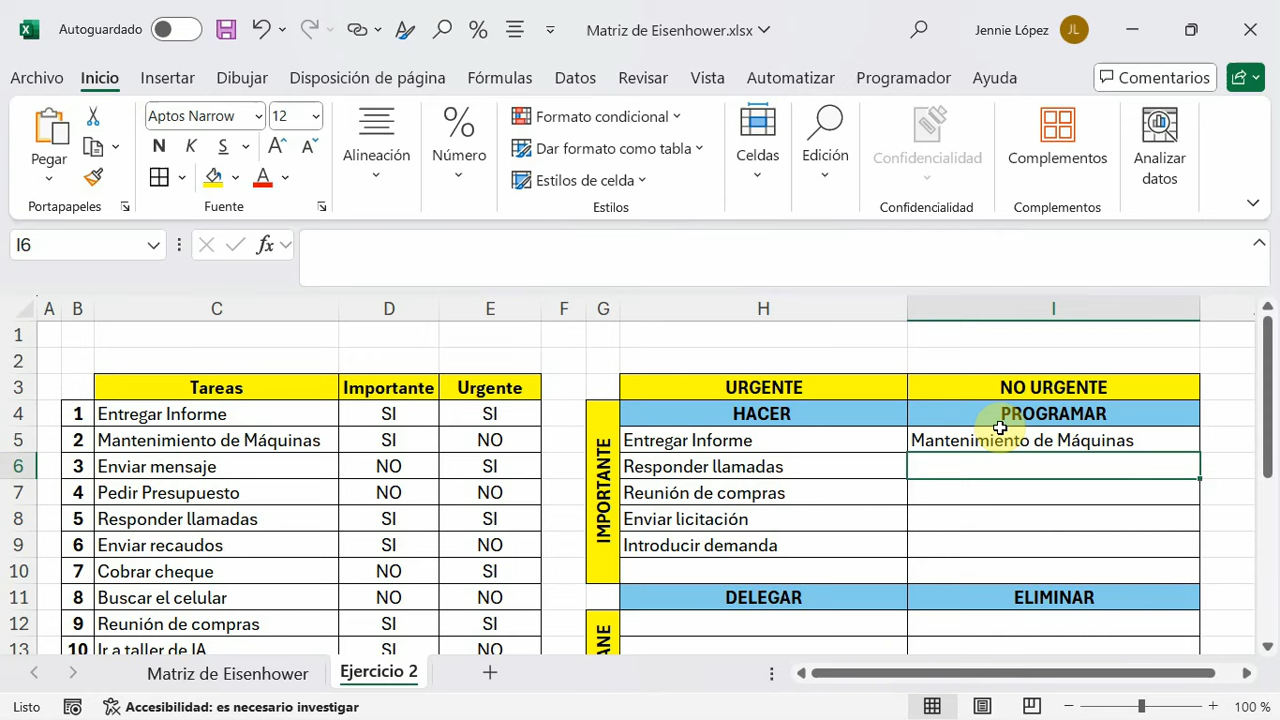 Autoguardado
Matriz de Eisenhower.xlsx
Jennie López
JL
Archivo
Inicio
Insertar
Dibujar
Disposición de página
Fórmulas
Datos
Revisar
Vista
Automatizar
Programador
Ayuda
Comentarios
Pegar
Portapapeles
Aptos Narrow
12
N K S A A
A
Fuente
Alineación
%
Número
Formato condicional
Dar formato como tabla
Estilos de celda
Estilos
Celdas
Edición
Confidencialidad
Confidencialidad
Complementos
Complementos
Analizar datos
I6
fx
A B C D E F G H I
1
2
3 Tareas Importante Urgente URGENTE NO URGENTE
4 1 Entregar Informe SI SI HACER PROGRAMAR
5 2 Mantenimiento de Máquinas SI NO Entregar Informe Mantenimiento de Máquinas
6 3 Enviar mensaje NO SI Responder llamadas
7 4 Pedir Presupuesto NO NO Reunión de compras
8 5 Responder llamadas SI SI Enviar licitación
9 6 Enviar recaudos SI NO Introducir demanda
10 7 Cobrar cheque NO SI
11 8 Buscar el celular NO NO DELEGAR ELIMINAR
12 9 Reunión de compras SI SI
13 10 Ir a taller de IA SI NO
IMPORTANTE
Matriz de Eisenhower
Ejercicio 2
Listo
Accesibilidad: es necesario investigar
100 %